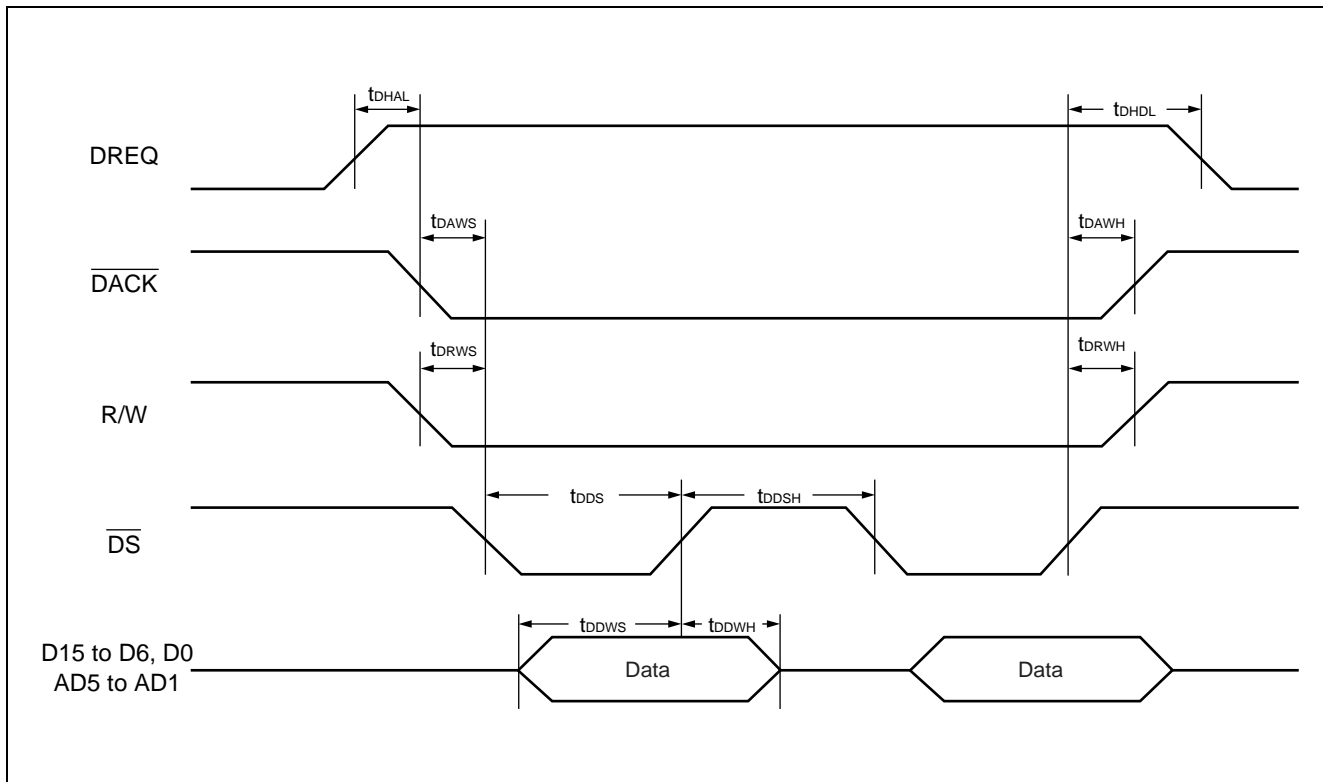 tDHAL
tDHDL
DREQ
tDAWS
tDAWH
DACK
tDRWS
tDRWH
R/W
tDDS
tDDSH
DS
tDDWS
tDDWH
D15 to D6, D0
AD5 to AD1
Data
Data